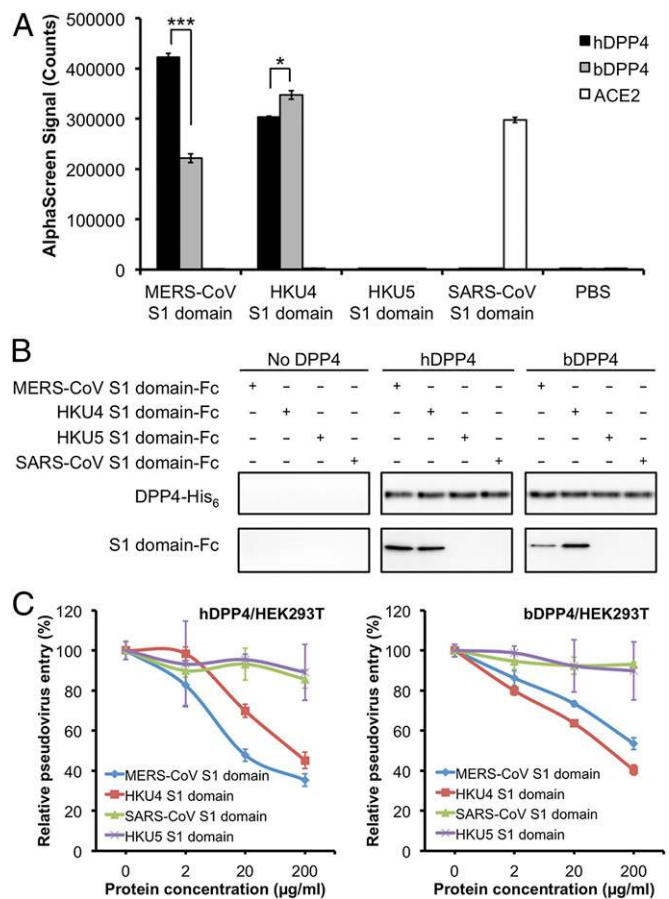 A
AlphaScreen Signal (Counts)
500000
400000
300000
200000
100000
0
***
*
hDPP4
bDPP4
ACE2
MERS-CoV S1 domain
HKU4 S1 domain
HKU5 S1 domain
SARS-CoV S1 domain
PBS
B
No DPP4 hDPP4 bDPP4
MERS-CoV S1 domain-Fc + – – – + – – – + – – –
HKU4 S1 domain-Fc – + – – – + – – – + – –
HKU5 S1 domain-Fc – – + – – – + – – – + –
SARS-CoV S1 domain-Fc – – – + – – – + – – – +
DPP4-His6
S1 domain-Fc
C
hDPP4/HEK293T
Relative pseudovirus entry (%)
120
100
80
60
40
20
0
MERS-CoV S1 domain
HKU4 S1 domain
SARS-CoV S1 domain
HKU5 S1 domain
0 2 20 200
Protein concentration (µg/ml)
bDPP4/HEK293T
Relative pseudovirus entry (%)
120
100
80
60
40
20
0
MERS-CoV S1 domain
HKU4 S1 domain
SARS-CoV S1 domain
HKU5 S1 domain
0 2 20 200
Protein concentration (µg/ml)